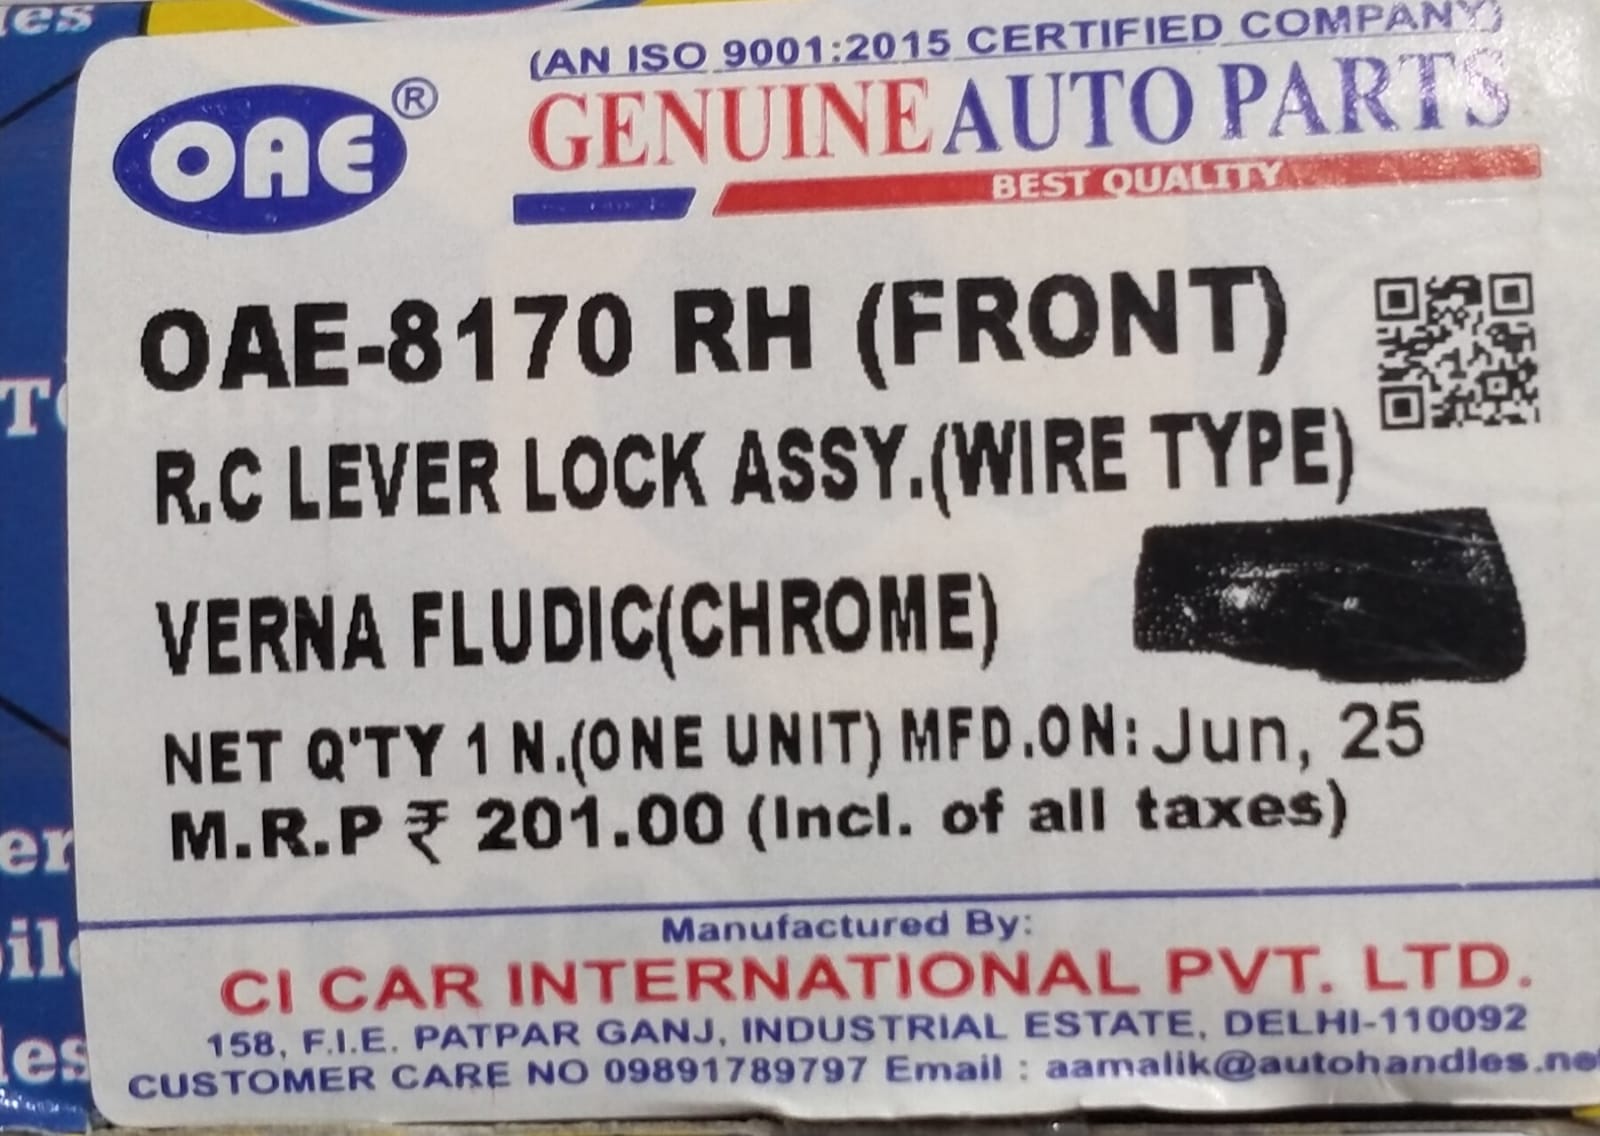 les
(AN ISO 9001:2015 CERTIFIED COMPANY)
OAE®
GENUINE AUTO PARTS
BEST QUALITY
OAE-8170 RH (FRONT)
R.C LEVER LOCK ASSY.(WIRE TYPE)
VERNA FLUDIC(CHROME)
NET Q'TY 1 N.(ONE UNIT) MFD.ON: Jun, 25
M.R.P ₹ 201.00 (Incl. of all taxes)
Manufactured By:
CI CAR INTERNATIONAL PVT. LTD.
158, F.I.E. PATPAR GANJ, INDUSTRIAL ESTATE, DELHI-110092
CUSTOMER CARE NO 09891789797 Email : aamalik@autohandles.ne